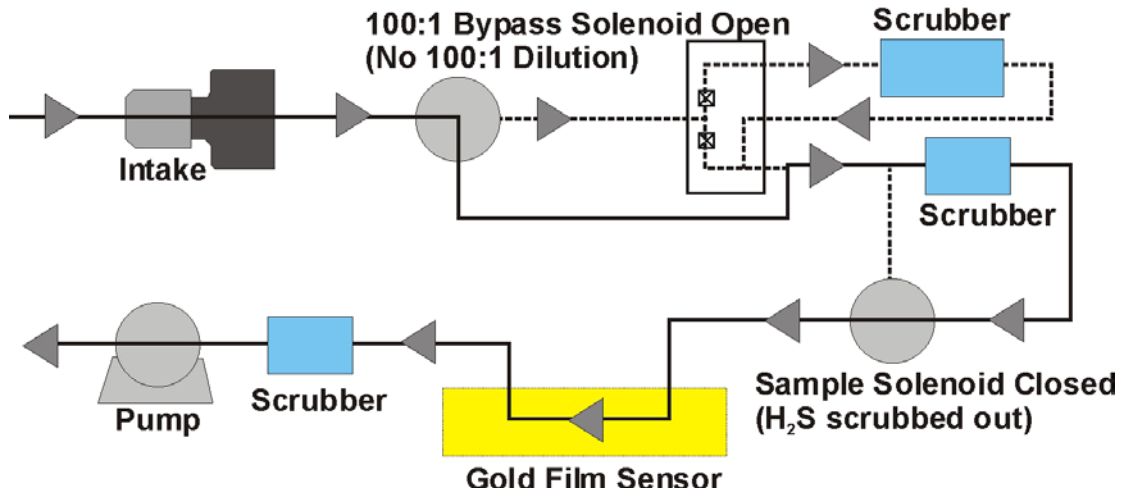 100:1 Bypass Solenoid Open
(No 100:1 Dilution)
Scrubber
Intake
Scrubber
Sample Solenoid Closed
(H₂S scrubbed out)
Scrubber
Pump
Gold Film Sensor